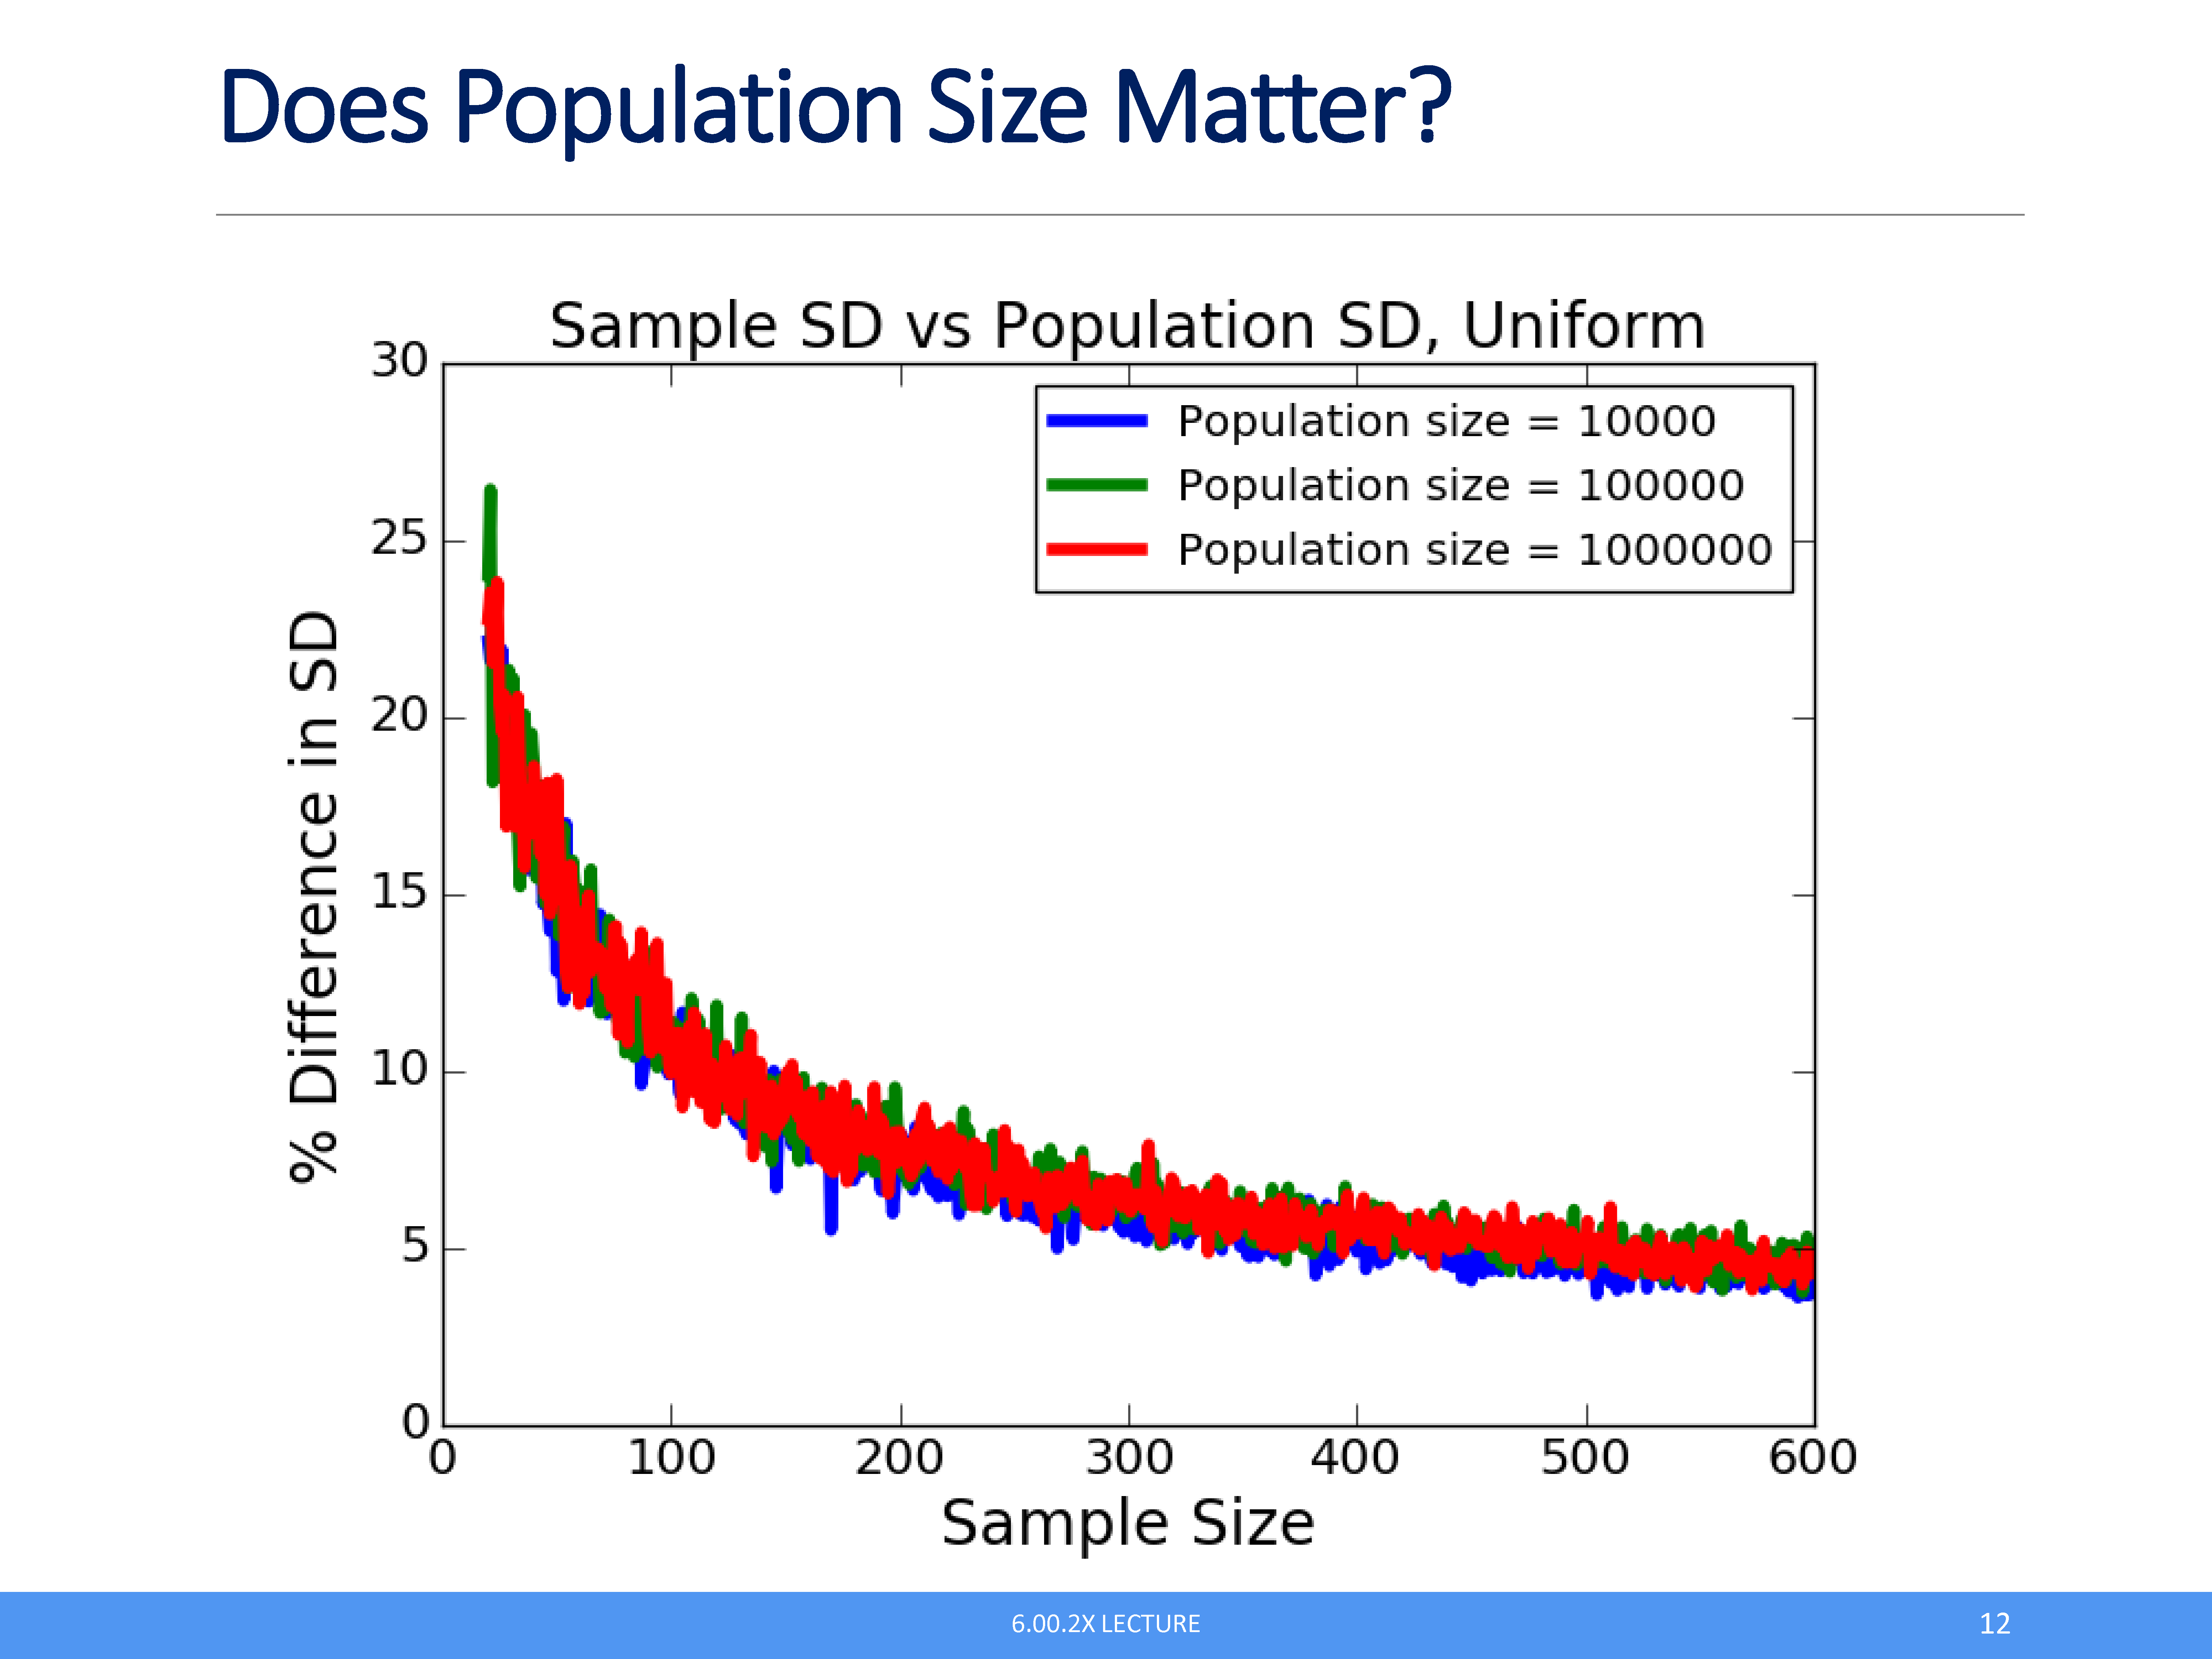 Does Population Size Matter?
Sample SD vs Population SD, Uniform
30
25
20
15
10
5
0
% Difference in SD
Population size = 10000
Population size = 100000
Population size = 1000000
0 100 200 300 400 500 600
Sample Size
6.00.2X LECTURE
12